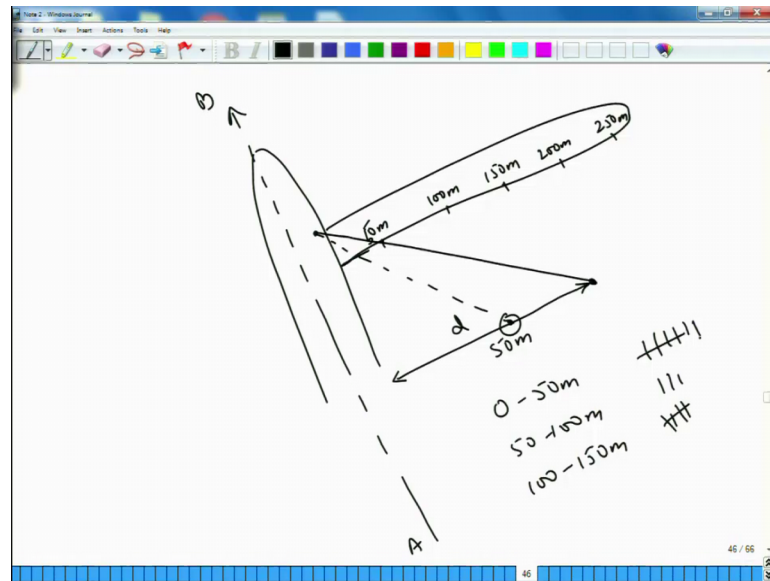 Note 2 - Windows Journal
File Edit View Insert Actions Tools Help
B I
B
50m
100m
150m
200m
250m
d
50m
0-50m
50-100m
100-150m
A
46 / 66
46